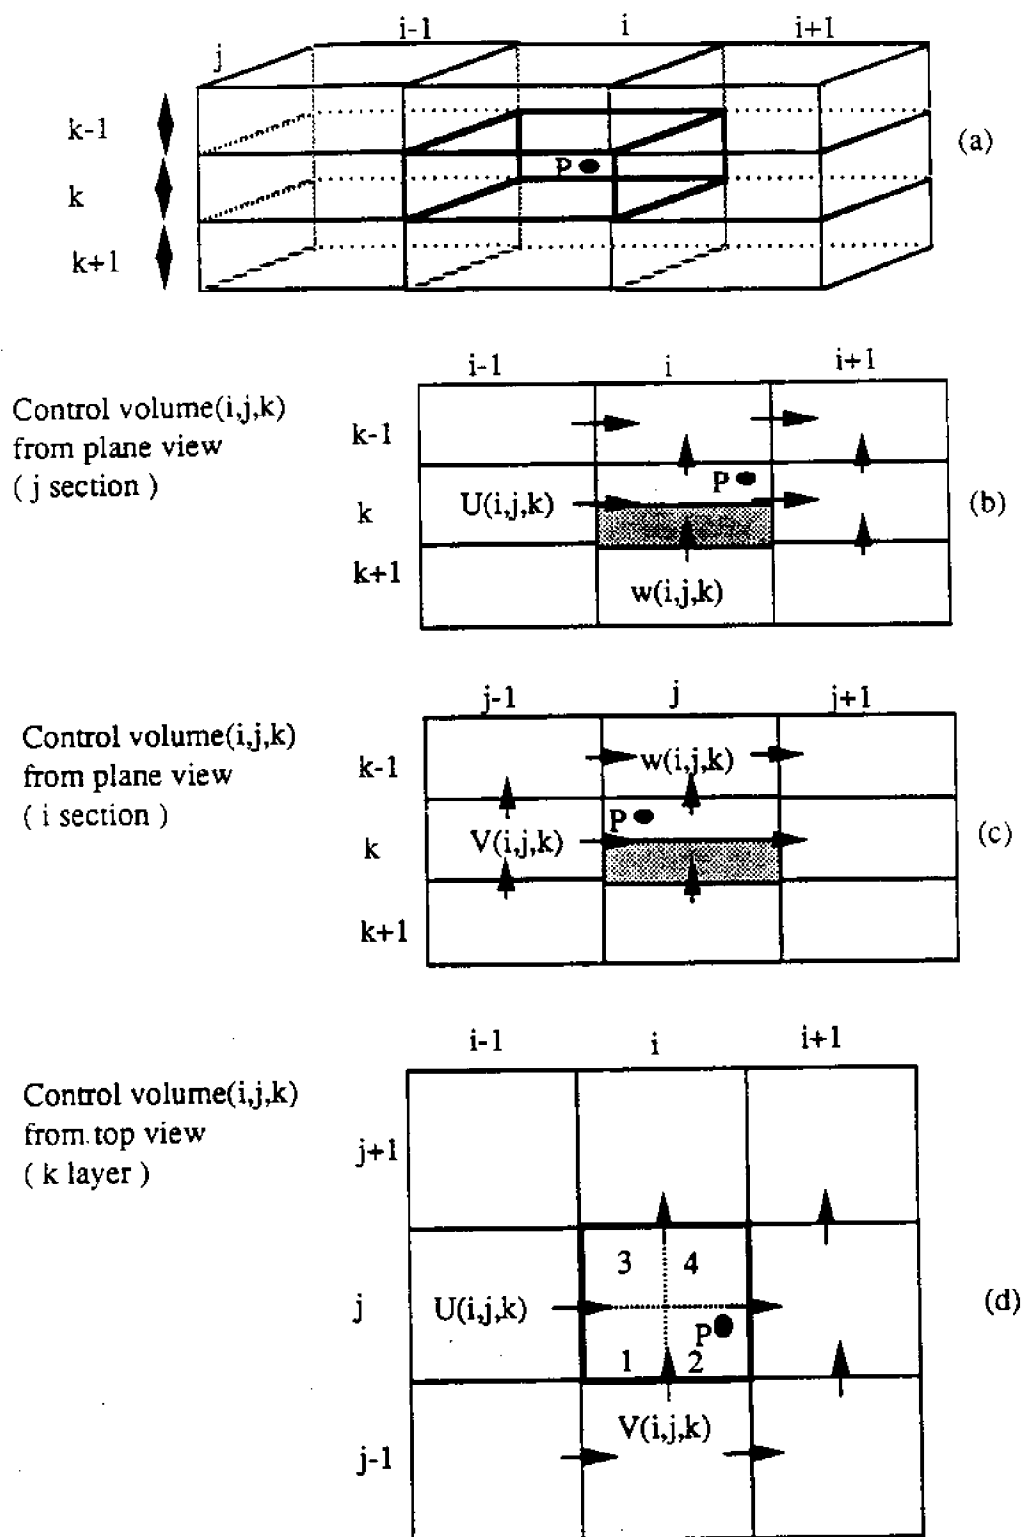 i-1 i i+1
j
k-1
k
k+1
P
(a)
i-1 i i+1
Control volume(i,j,k)
from plane view
( j section )
k-1
k
k+1
U(i,j,k)
P
w(i,j,k)
(b)
j-1 j j+1
Control volume(i,j,k)
from plane view
( i section )
k-1
k
k+1
w(i,j,k)
P
V(i,j,k)
(c)
i-1 i i+1
Control volume(i,j,k)
from top view
( k layer )
j+1
j
j-1
3 4
U(i,j,k)
P
1 2
V(i,j,k)
(d)